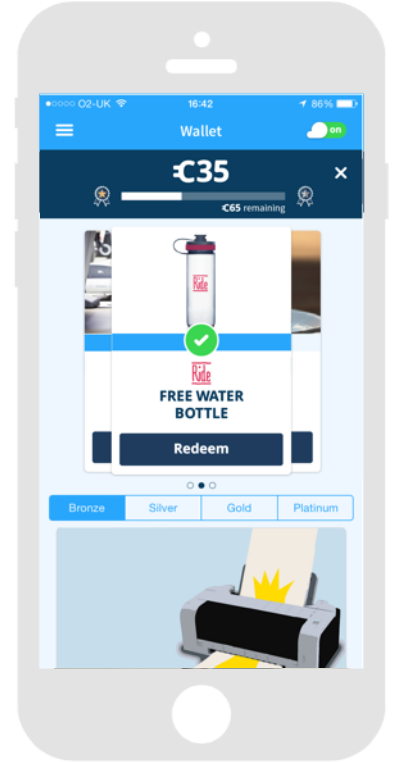 O2-UK 16:42 86%
Wallet
on
:C35
:C65 remaining
Ride
Ride
FREE WATER
BOTTLE
Redeem
Bronze Silver Gold Platinum